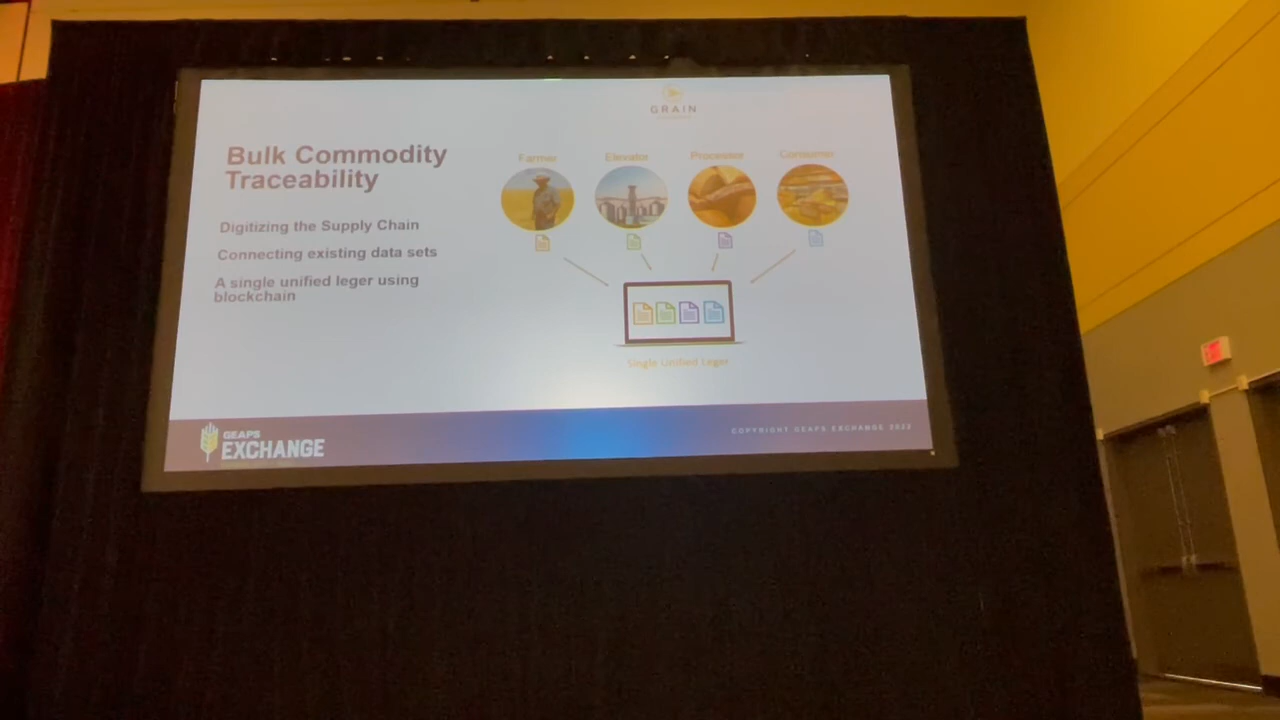 GRAIN
Bulk Commodity
Traceability
Digitizing the Supply Chain
Connecting existing data sets
A single unified leger using
blockchain
Farmer
Elevator
Processor
Consumer
Single Unified Leger
GEAPS
EXCHANGE
COPYRIGHT GEAPS EXCHANGE 2022